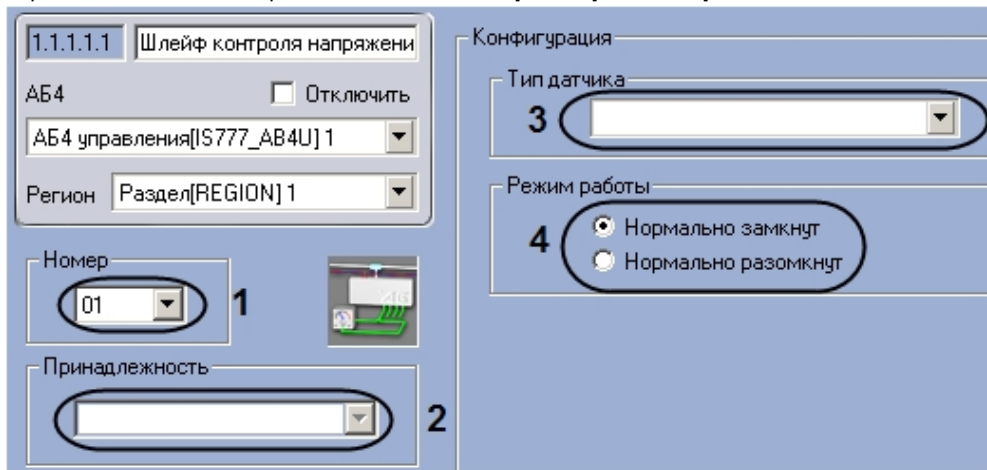 1.1.1.1.1 Шлейф контроля напряжени
АБ4 Отключить
АБ4 управления[IS777_AB4U] 1
Регион Раздел[REGION] 1
Номер
01 1
Принадлежность
2
Конфигурация
Тип датчика
3
Режим работы
4 Нормально замкнут
Нормально разомкнут